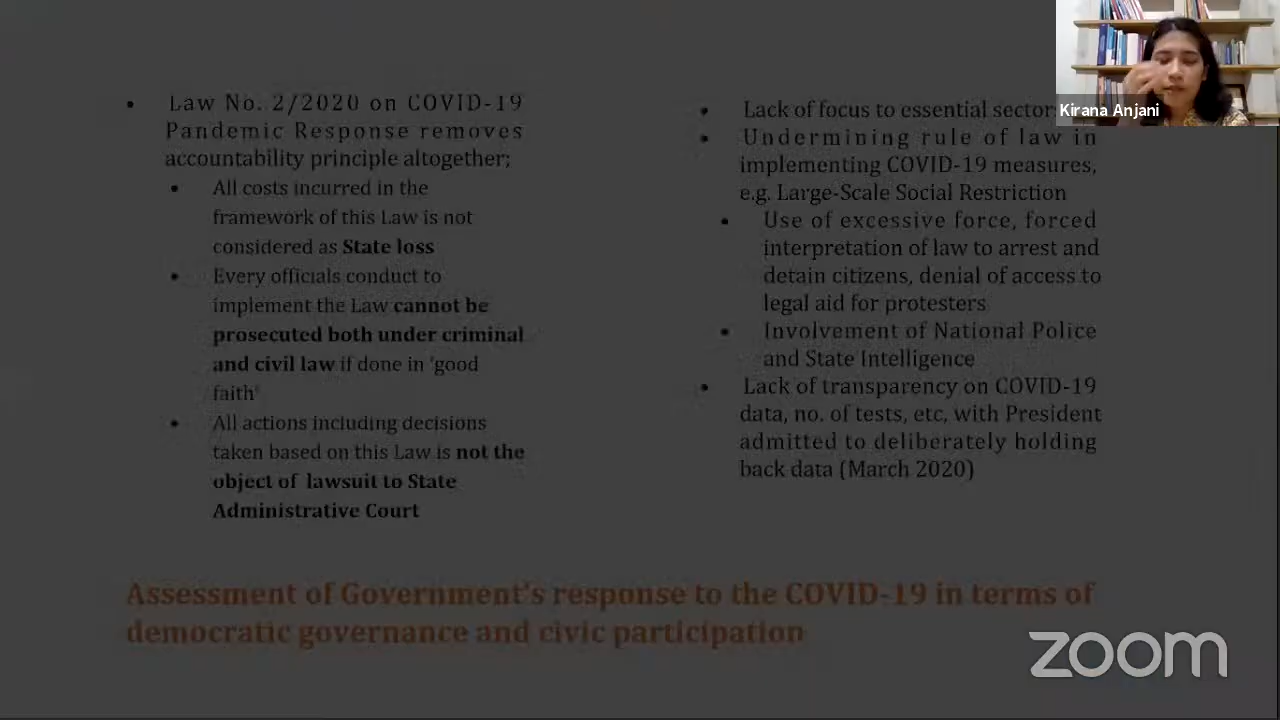 Law No. 2/2020 on COVID-19
Pandemic Response removes
accountability principle altogether;
All costs incurred in the
framework of this Law is not
considered as State loss
Every officials conduct to
implement the Law cannot be
prosecuted both under criminal
and civil law if done in 'good
faith'
All actions including decisions
taken based on this Law is not the
object of lawsuit to State
Administrative Court
Lack of focus to essential sector
Undermining rule of law in
implementing COVID-19 measures,
e.g. Large-Scale Social Restriction
Use of excessive force, forced
interpretation of law to arrest and
detain citizens, denial of access to
legal aid for protesters
Involvement of National Police
and State Intelligence
Lack of transparency on COVID-19
data, no. of tests, etc, with President
admitted to deliberately holding
back data (March 2020)
Kirana Anjani
Assessment of Government's response to the COVID-19 in terms of
democratic governance and civic participation
zoom